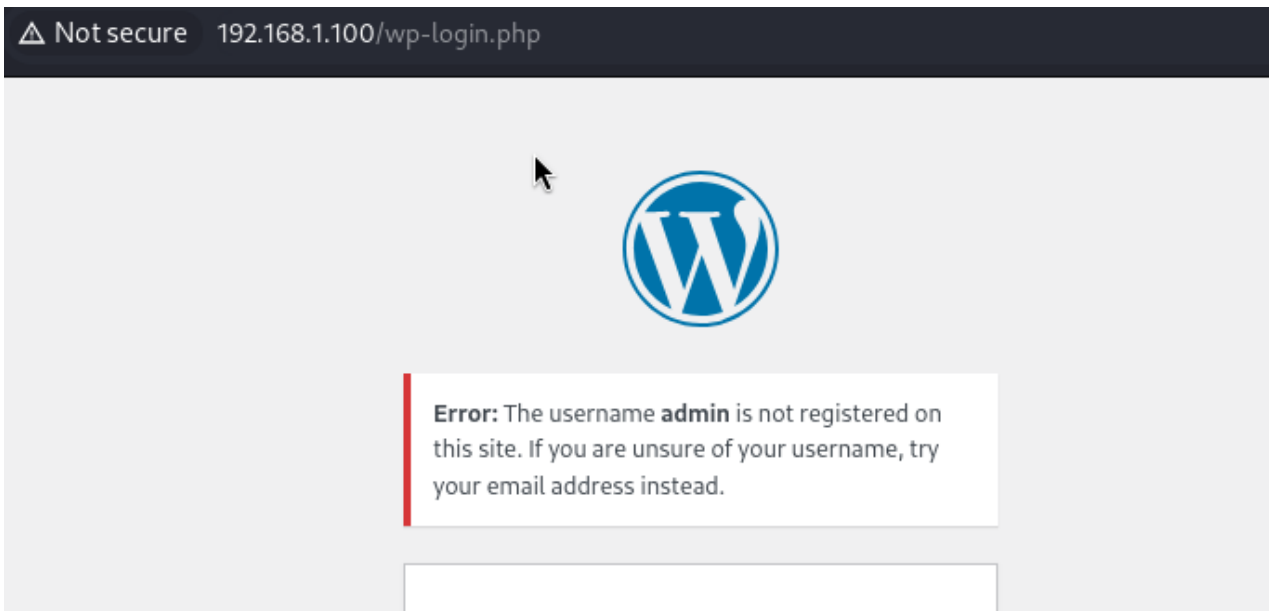 Not secure 192.168.1.100/wp-login.php
Error: The username admin is not registered on
this site. If you are unsure of your username, try
your email address instead.